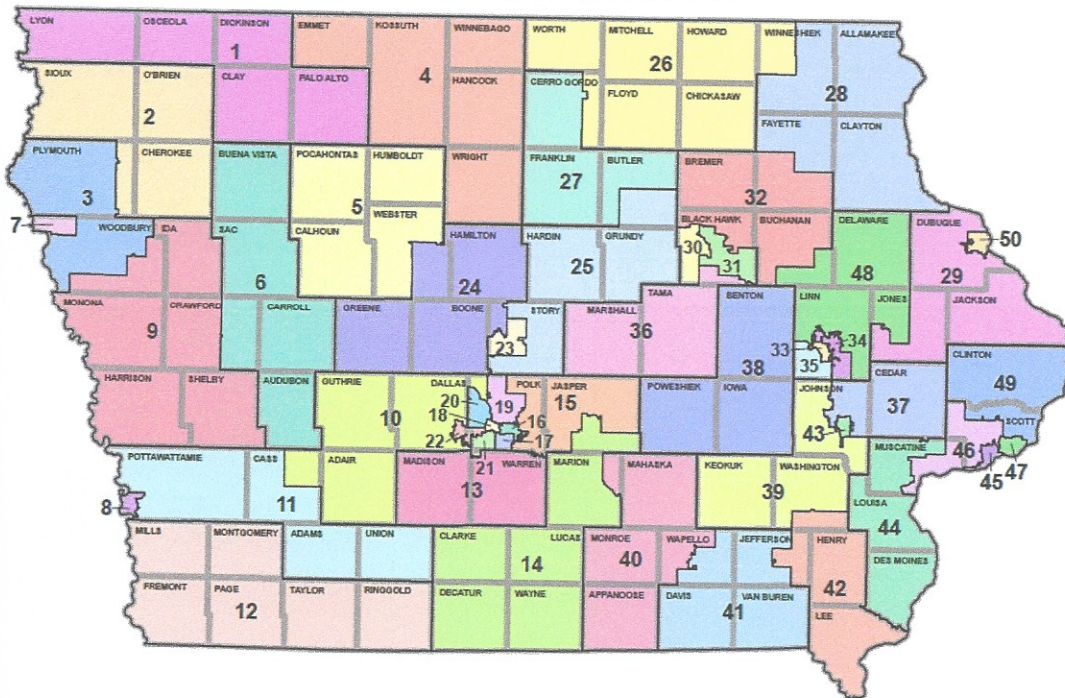 LYON
OSCEOLA
DICKINSON
1
EMMET
KOSSUTH
WINNEBAGO
4
WORTH
MITCHELL
HOWARD
26
WINNESHIEK
ALLAMAKEE
28
SIOUX
O'BRIEN
2
CLAY
PALO ALTO
HANCOCK
CERRO GORDO
FLOYD
CHICKASAW
FAYETTE
CLAYTON
PLYMOUTH
3
CHEROKEE
BUENA VISTA
POCAHONTAS
HUMBOLDT
5
WRIGHT
FRANKLIN
27
BUTLER
BREMER
32
7
WOODBURY
IDA
SAC
6
CALHOUN
WEBSTER
HAMILTON
24
HARDIN
25
GRUNDY
BLACK HAWK
30
31
BUCHANAN
DELAWARE
48
DUBUQUE
50
29
MONONA
9
CRAWFORD
CARROLL
GREENE
BOONE
STORY
23
MARSHALL
36
TAMA
BENTON
38
LINN
33
34
35
JONES
JACKSON
HARRISON
SHELBY
AUDUBON
GUTHRIE
10
DALLAS
20
18
22
19
POLK
16
17
21
JASPER
15
POWESHIEK
IOWA
JOHNSON
43
CEDAR
37
CLINTON
49
SCOTT
47
45
46
MUSCATINE
POTTAWATTAMIE
8
CASS
11
ADAIR
MADISON
13
WARREN
MARION
MAHASKA
KEOKUK
39
WASHINGTON
LOUISA
44
MILLS
MONTGOMERY
ADAMS
UNION
CLARKE
LUCAS
14
MONROE
40
WAPELLO
JEFFERSON
HENRY
42
DES MOINES
FREMONT
PAGE
12
TAYLOR
RINGGOLD
DECATUR
WAYNE
APPANOOSE
DAVIS
41
VAN BUREN
LEE